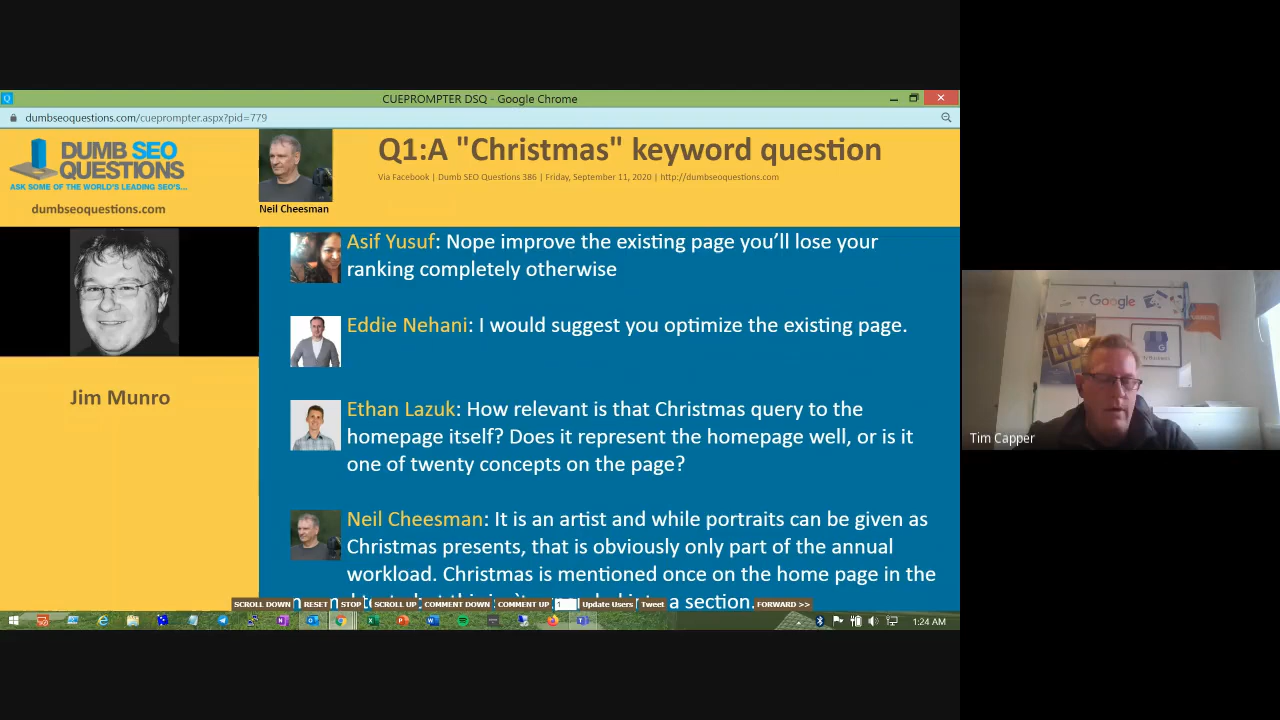 CUEPROMPTER DSQ - Google Chrome
dumbseoquestions.com/cueprompter.aspx?pid=779
DUMB SEO
QUESTIONS
ASK SOME OF THE WORLD'S LEADING SEO'S...
dumbseoquestions.com
Neil Cheesman
Q1:A "Christmas" keyword question
Via Facebook | Dumb SEO Questions 386 | Friday, September 11, 2020 | http://dumbseoquestions.com
Jim Munro
Asif Yusuf: Nope improve the existing page you'll lose your
ranking completely otherwise
Eddie Nehani: I would suggest you optimize the existing page.
Ethan Lazuk: How relevant is that Christmas query to the
homepage itself? Does it represent the homepage well, or is it
one of twenty concepts on the page?
Neil Cheesman: It is an artist and while portraits can be given as
Christmas presents, that is obviously only part of the annual
workload. Christmas is mentioned once on the home page in the
a section.
SCROLL DOWN RESET STOP SCROLL UP COMMENT DOWN COMMENT UP 1 Update Users Tweet FORWARD >>
1:24 AM
Google
Tim Capper